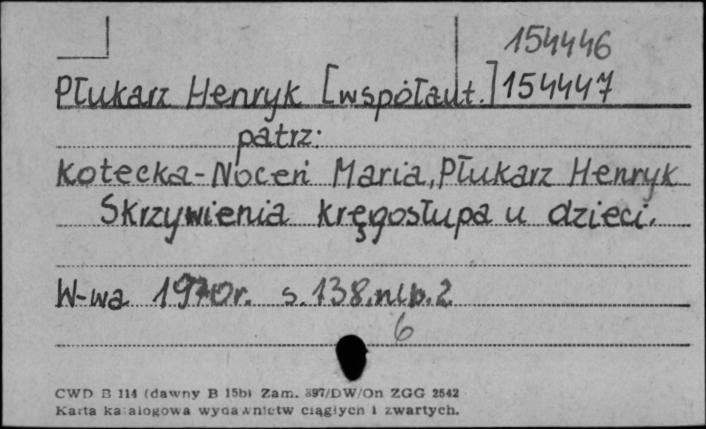 154446
Płukarz Henryk [współaut.] 154447
patrz:
Kotecka-Noceń Maria, Płukarz Henryk
Skrzywienia kręgosłupa u dzieci.
W-wa 1970r. s.138.nlb.2
6
CWD B 114 (dawny B 15b) Zam. 897/DW/On ZGG 2542
Karta katalogowa wydawnictw ciągłych i zwartych.